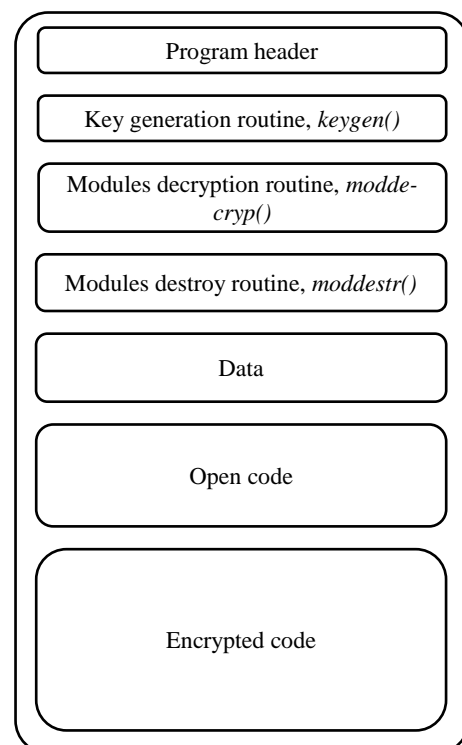 Program header
Key generation routine, keygen()
Modules decryption routine, modde-
cryp()
Modules destroy routine, moddestr()
Data
Open code
Encrypted code